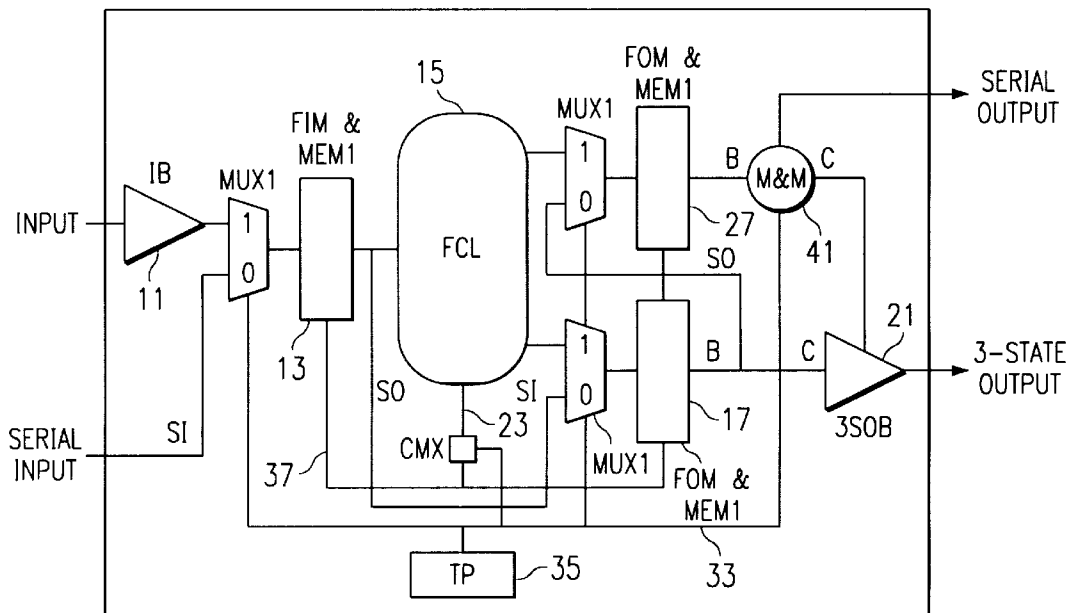 15
FOM &
MEM1
SERIAL
OUTPUT
MUX1
FIM &
MEM1
IB
MUX1
1
B
M&M
C
INPUT
1
0
FCL
0
27
SO
41
11
13
SO
SI
1
0
B
C
21
3-STATE
OUTPUT
23
17
3SOB
SERIAL
INPUT
SI
37
CMX
MUX1
FOM &
MEM1
TP
35
33